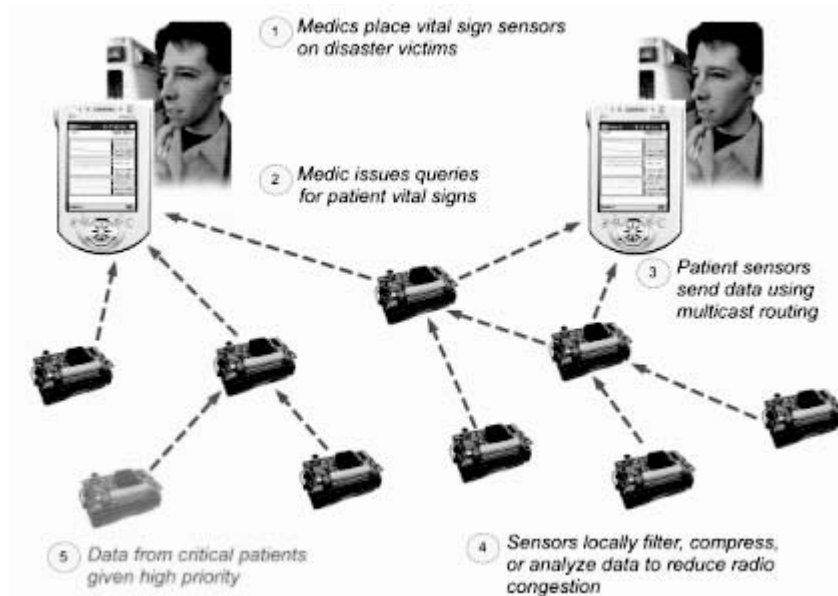 1 Medics place vital sign sensors
on disaster victims
2 Medic issues queries
for patient vital signs
3 Patient sensors
send data using
multicast routing
4 Sensors locally filter, compress,
or analyze data to reduce radio
congestion
5 Data from critical patients
given high priority